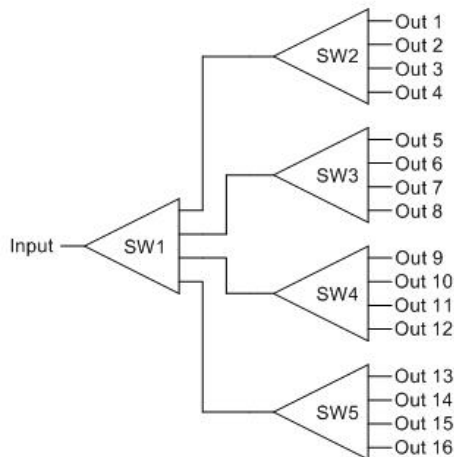 Out 1
Out 2
SW2
Out 3
Out 4
Out 5
Out 6
SW3
Out 7
Out 8
Input
SW1
Out 9
Out 10
SW4
Out 11
Out 12
Out 13
Out 14
SW5
Out 15
Out 16